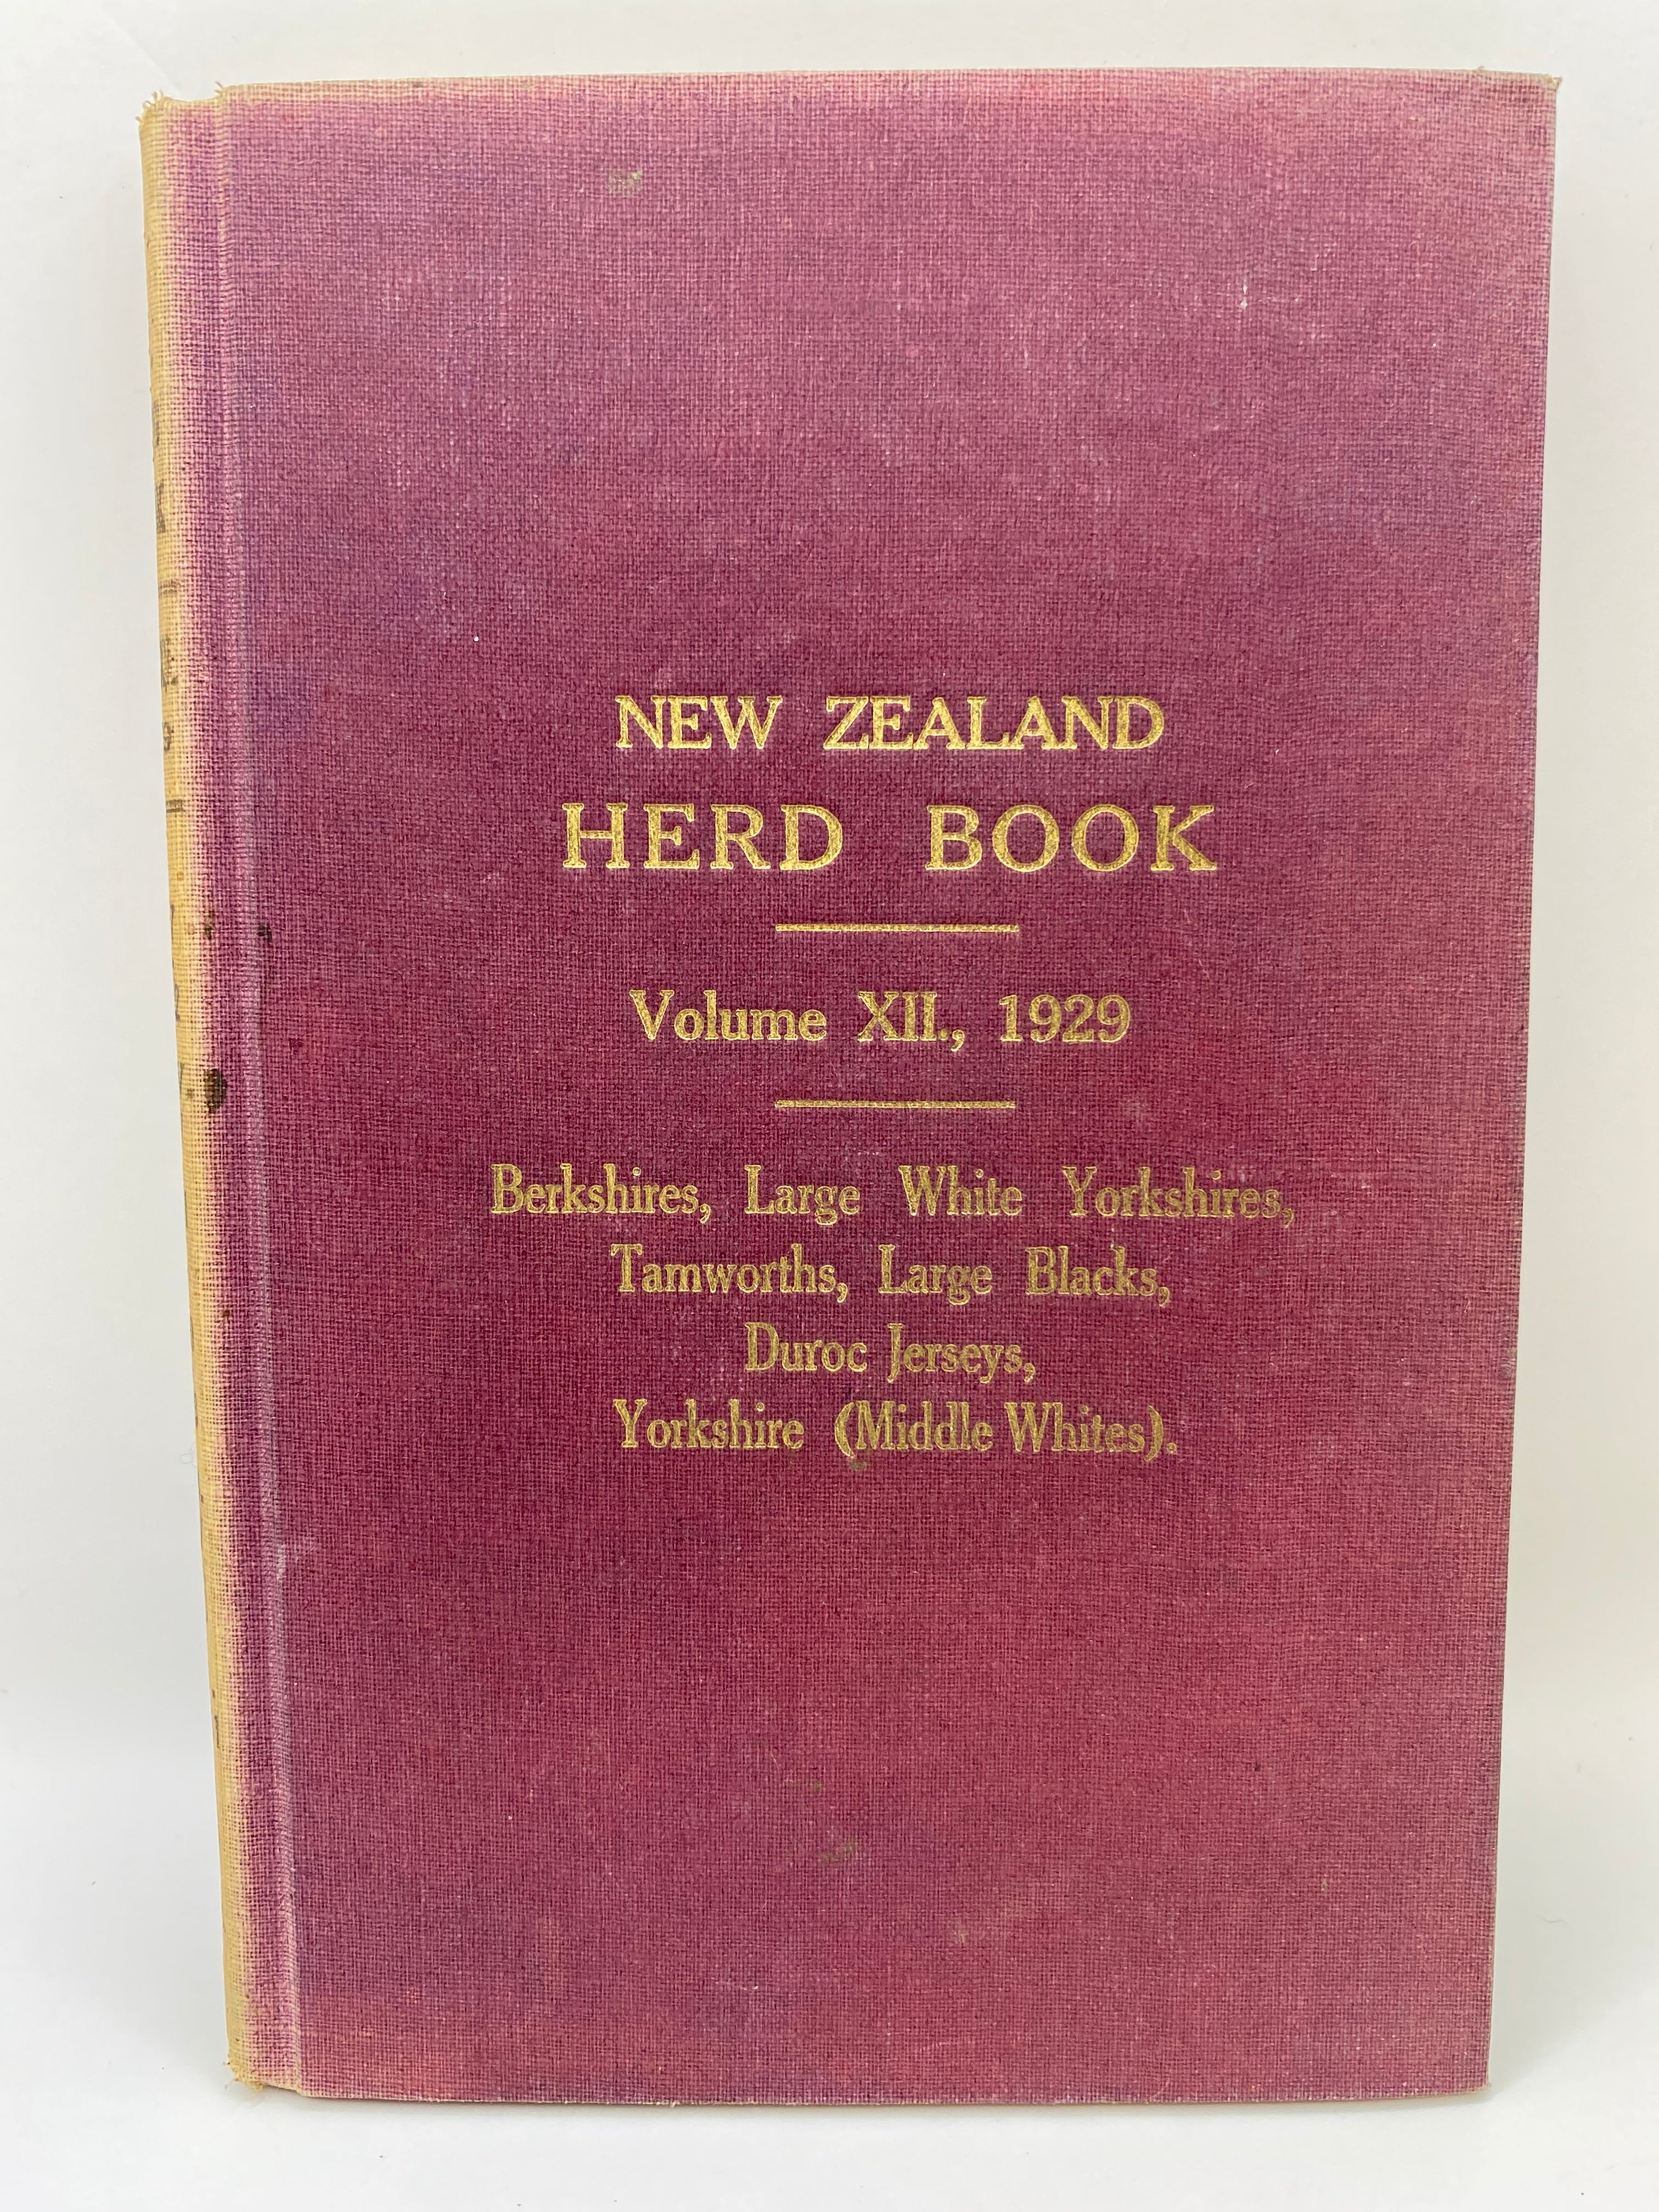 NEW ZEALAND
HERD BOOK
Volume XII., 1929
Berkshires, Large White Yorkshires,
Tamworths, Large Blacks,
Duroc Jerseys,
Yorkshire (Middle Whites).